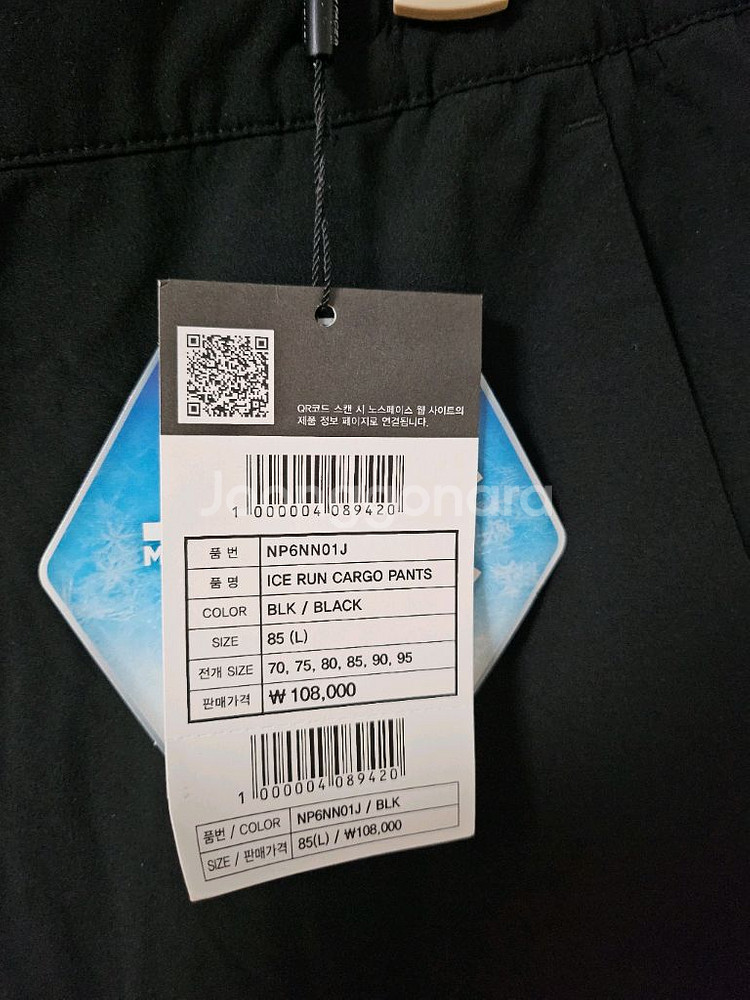 QR코드 스캔 시 노스페이스 웹 사이트의
제품 정보 페이지로 연결됩니다.
Joonggonara
1 000004 089420
M
품 번 NP6NN01J
품 명 ICE RUN CARGO PANTS
COLOR BLK / BLACK
SIZE 85 (L)
전개 SIZE 70, 75, 80, 85, 90, 95
판매가격 ₩ 108,000
1 000004 089420
품번 / COLOR NP6NN01J / BLK
SIZE / 판매가격 85(L) / ₩108,000